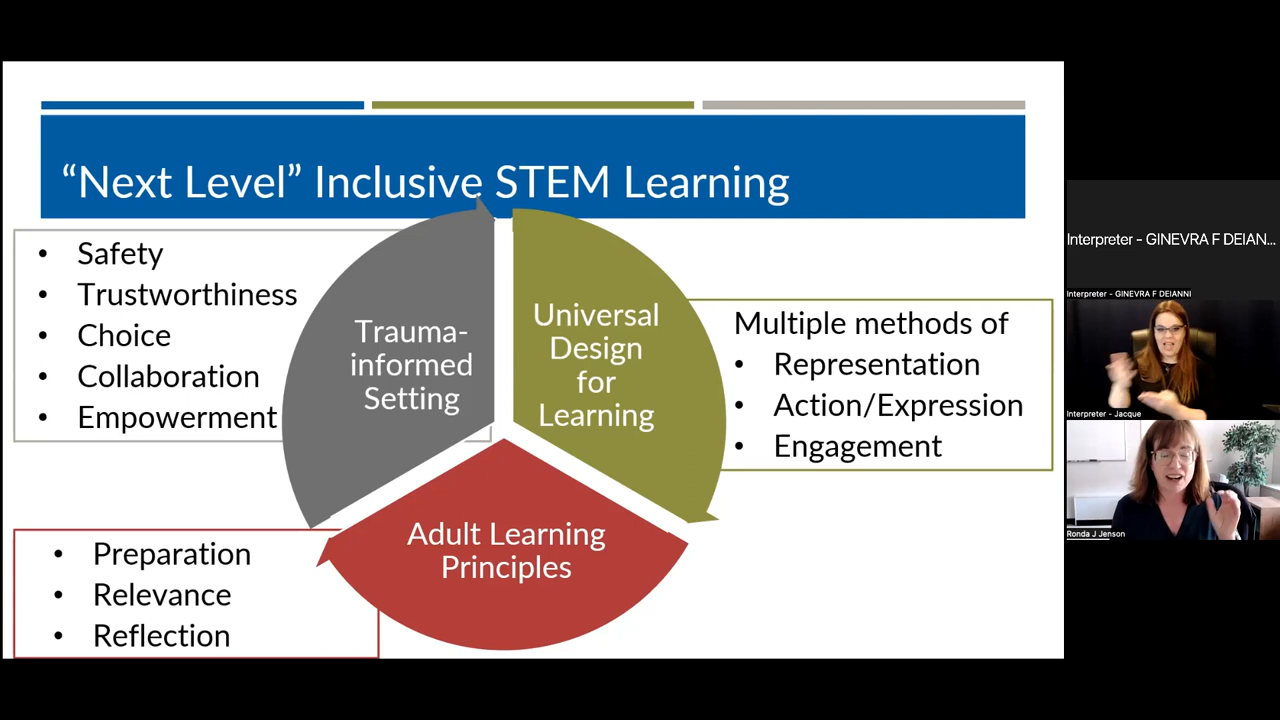 “Next Level” Inclusive STEM Learning
• Safety
• Trustworthiness
• Choice
• Collaboration
• Empowerment
Trauma-
informed
Setting
Universal
Design
for
Learning
Multiple methods of
• Representation
• Action/Expression
• Engagement
Adult Learning
Principles
• Preparation
• Relevance
• Reflection
Interpreter - GINEVRA F DEIAN...
Interpreter - GINEVRA F DEIANNI
Interpreter - Jacque
Ronda J Jenson